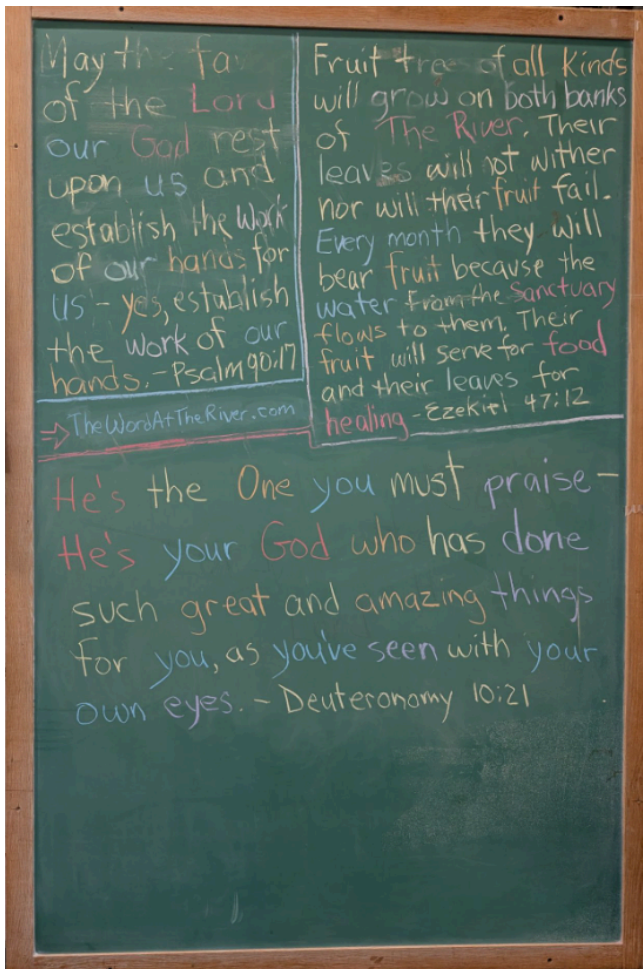 May the fa
of the Lord
our God rest
upon us and
establish the work
of our hands for
us - yes, establish
the work of our
hands. - Psalm 90:17
TheWordAtTheRiver.com
Fruit tree of all kinds
will grow on both banks
of The River. Their
leaves will not wither
nor will their fruit fail.
Every month they will
bear fruit because the
water from the Sanctuary
flows to them. Their
fruit will serve for food
and their leaves for
healing - Ezekiel 47:12
He's the One you must praise -
He's your God who has done
such great and amazing things
for you, as you've seen with your
own eyes. - Deuteronomy 10:21